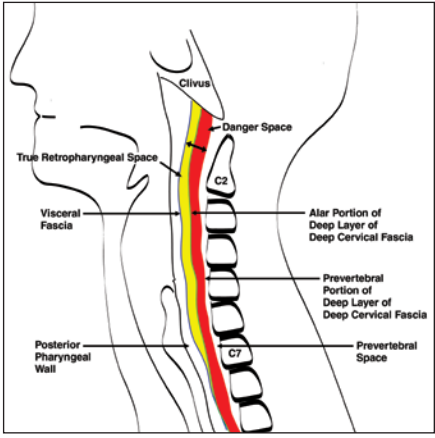 Clivus
Danger Space
True Retropharyngeal Space
C2
Visceral
Fascia
Alar Portion of
Deep Layer of
Deep Cervical Fascia
Prevertebral
Portion of
Deep Layer of
Deep Cervical Fascia
Posterior
Pharyngeal
Wall
C7
Prevertebral
Space